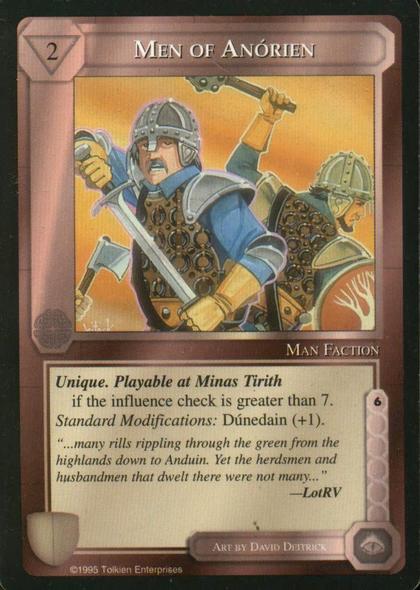 2
MEN OF ANÓRIEN
MAN FACTION
Unique. Playable at Minas Tirith
if the influence check is greater than 7.
Standard Modifications: Dúnedain (+1).
“...many rills rippling through the green from the
highlands down to Anduin. Yet the herdsmen and
husbandmen that dwelt there were not many...”
—LotRV
6
ART BY DAVID DEITRICK
©1995 Tolkien Enterprises